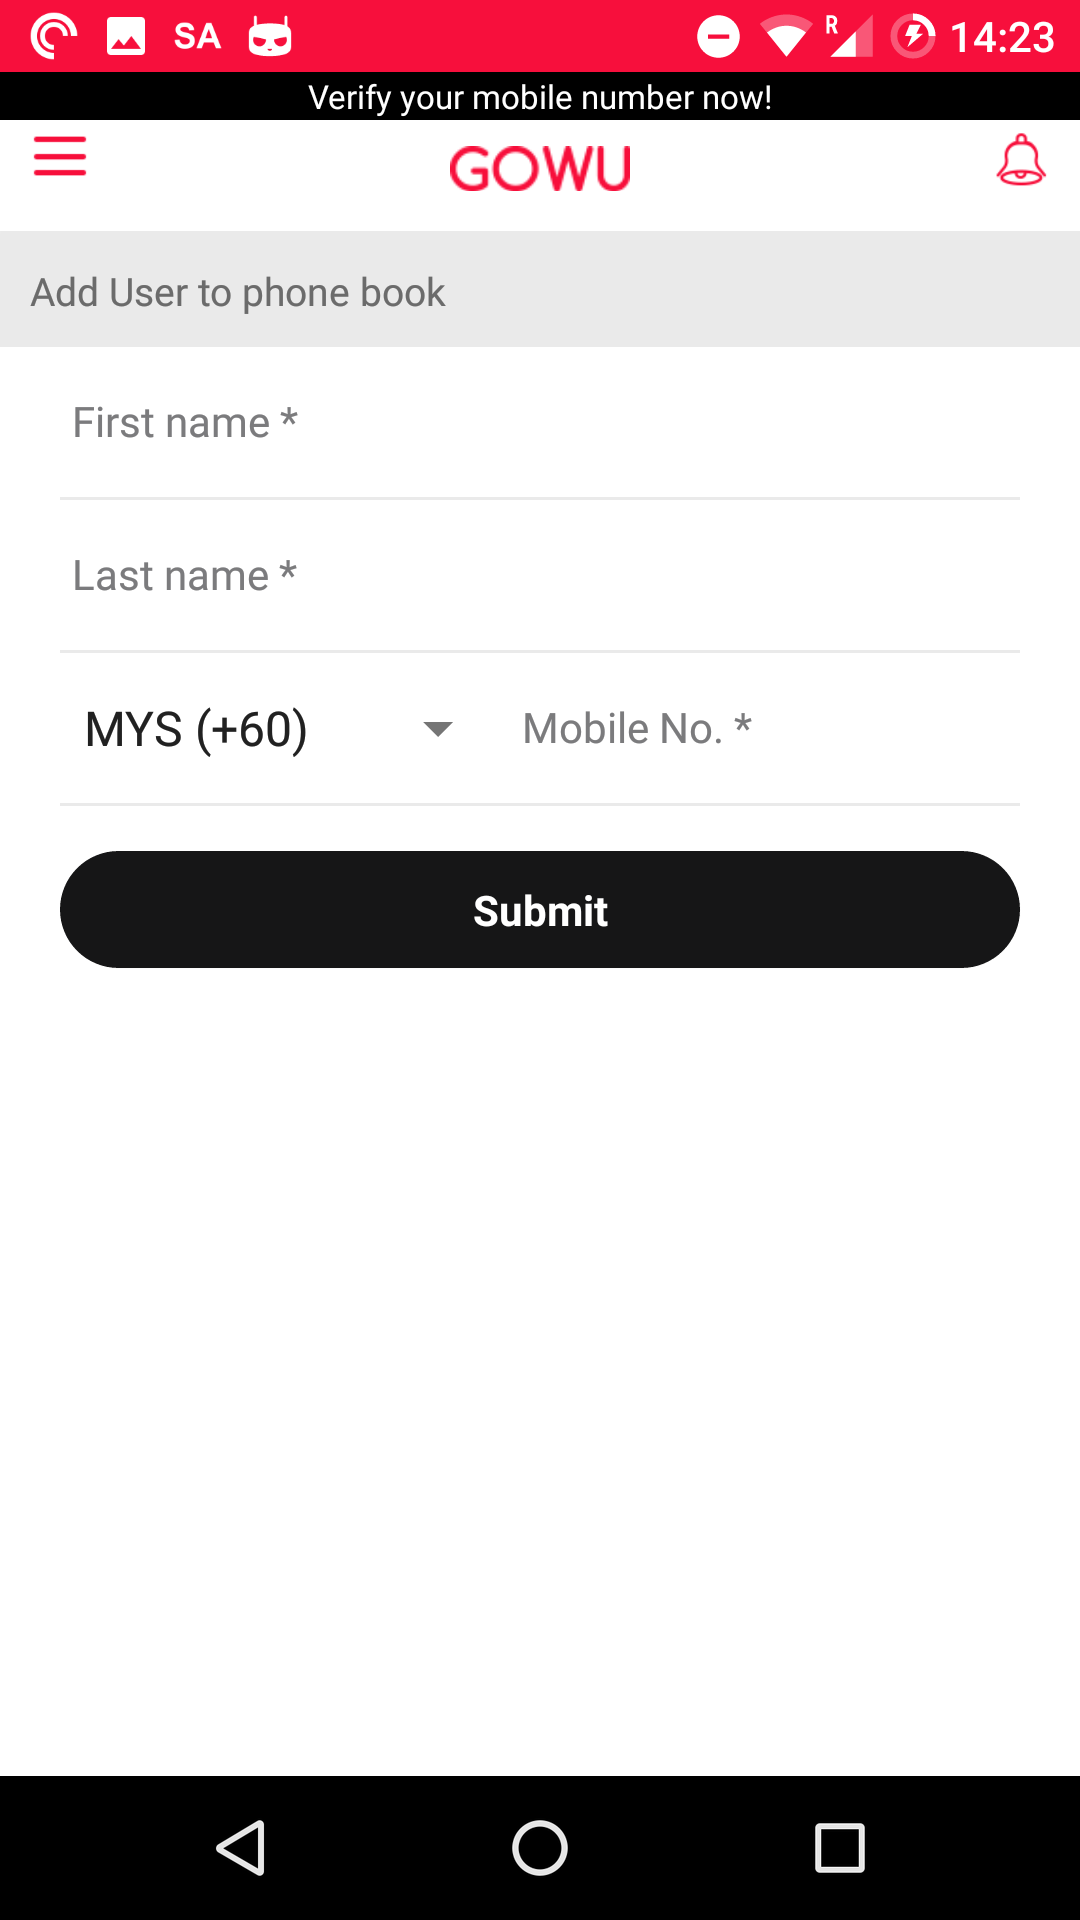 SA R 14:23
Verify your mobile number now!
GOWU
Add User to phone book
First name *
Last name *
MYS (+60) Mobile No. *
Submit